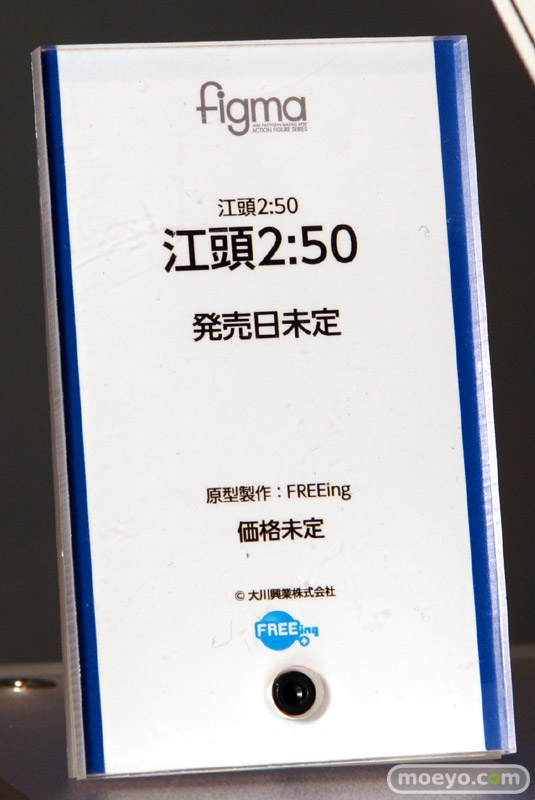 figma
MAX FACTORY×MASAKI APSY
ACTION FIGURE SERIES
江頭2:50
江頭2:50
発売日未定
原型製作：FREEing
価格未定
© 大川興業株式会社
FREEing
moeyo.com